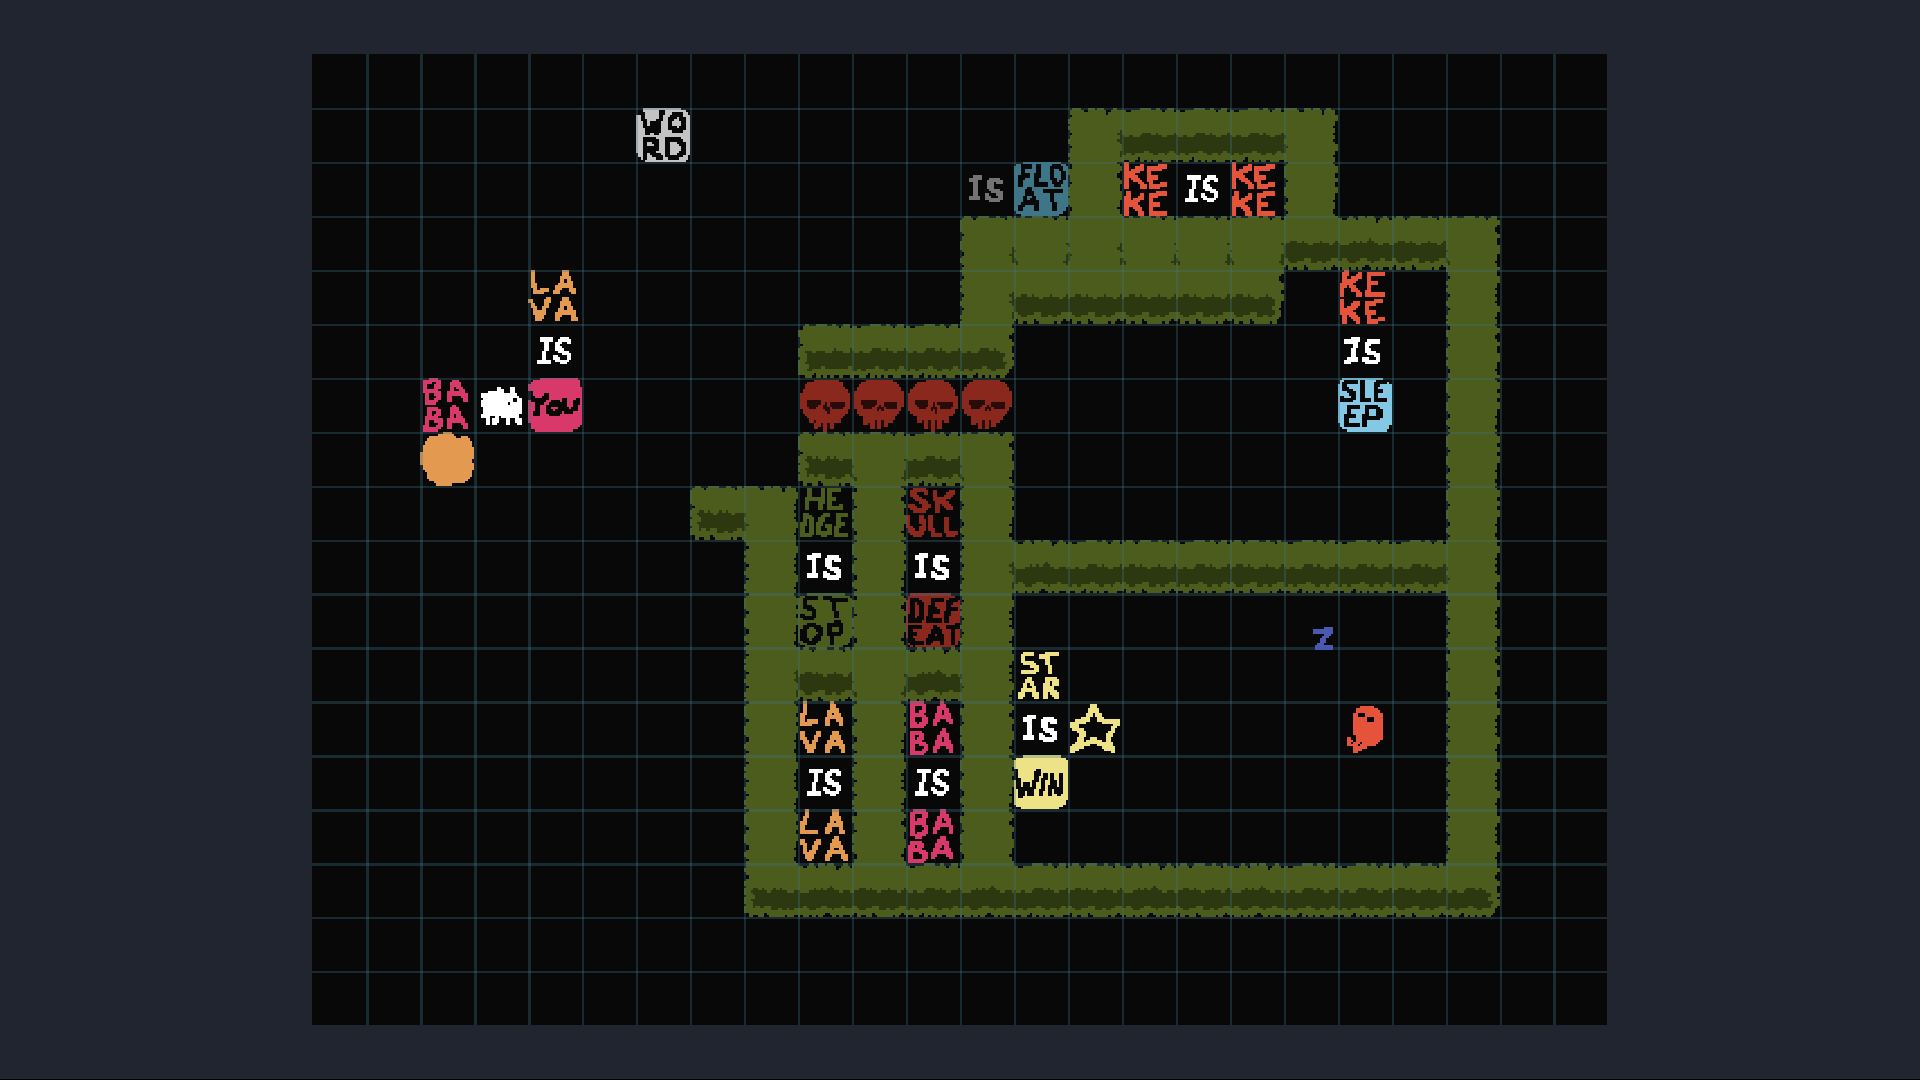 WORD
IS FLOAT KEKE IS KEKE
LAVA KEKE
IS IS
BABA YOU SLEEP
HEDGE SKULL
IS IS
STOP DEFEAT
Z
STAR
LAVA BABA IS
IS IS WIN
LAVA BABA